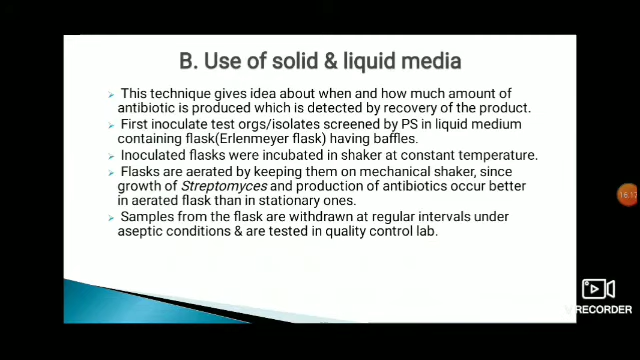 B. Use of solid & liquid media
➢ This technique gives idea about when and how much amount of
antibiotic is produced which is detected by recovery of the product.
➢ First inoculate test orgs/isolates screened by PS in liquid medium
containing flask(Erlenmeyer flask) having baffles.
➢ Inoculated flasks were incubated in shaker at constant temperature.
➢ Flasks are aerated by keeping them on mechanical shaker, since
growth of Streptomyces and production of antibiotics occur better
in aerated flask than in stationary ones.
➢ Samples from the flask are withdrawn at regular intervals under
aseptic conditions & are tested in quality control lab.
16:17
V RECORDER